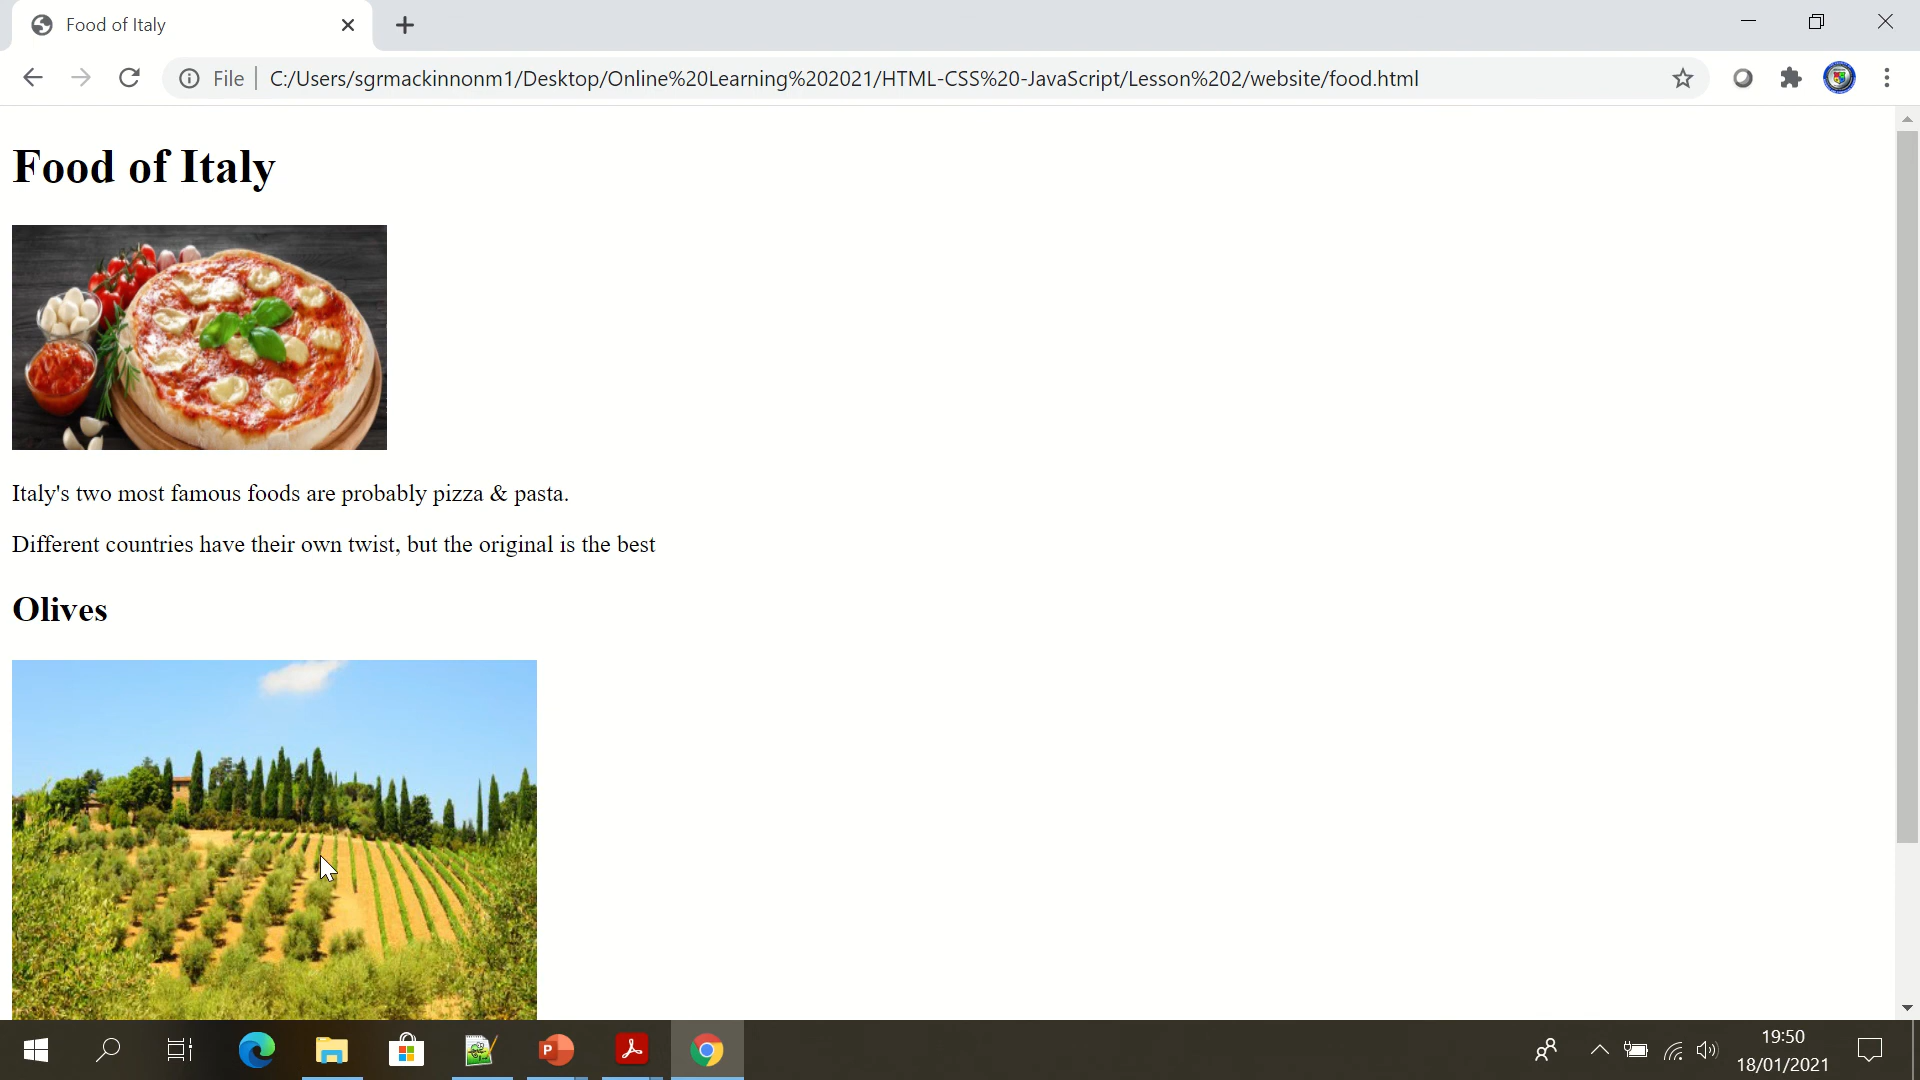 Food of Italy
File
C:/Users/sgrmackinnonm1/Desktop/Online%20Learning%202021/HTML-CSS%20-JavaScript/Lesson%202/website/food.html
Food of Italy
Italy's two most famous foods are probably pizza & pasta.
Different countries have their own twist, but the original is the best
Olives
P
19:50
18/01/2021